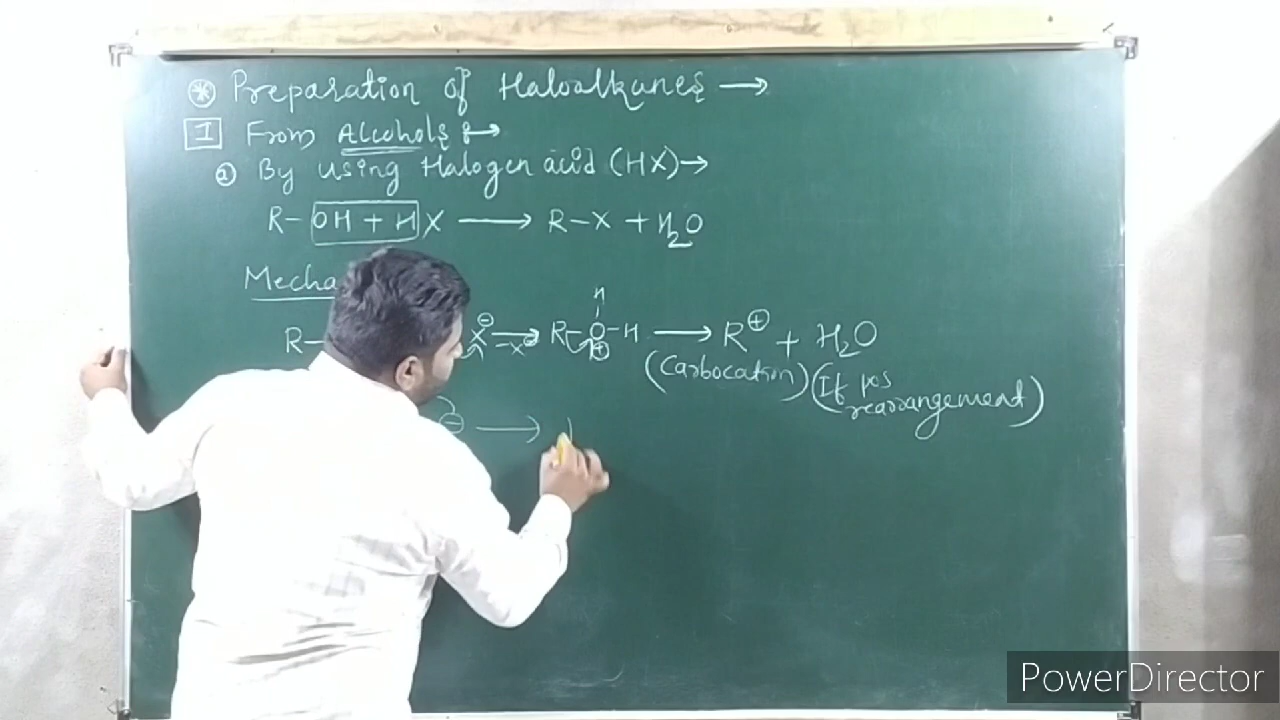 ⊛ Preparation of Haloalkanes →
1 From Alcohols :→
① By using Halogen acid (HX) →
R-OH + HX → R-X + H₂O
Mecha
R- X⊖ → R-O-H → R⊕ + H₂O
-X⊖ ⊕
H
(Carbocation) (If pos rearrangement)
⊖ →
PowerDirector